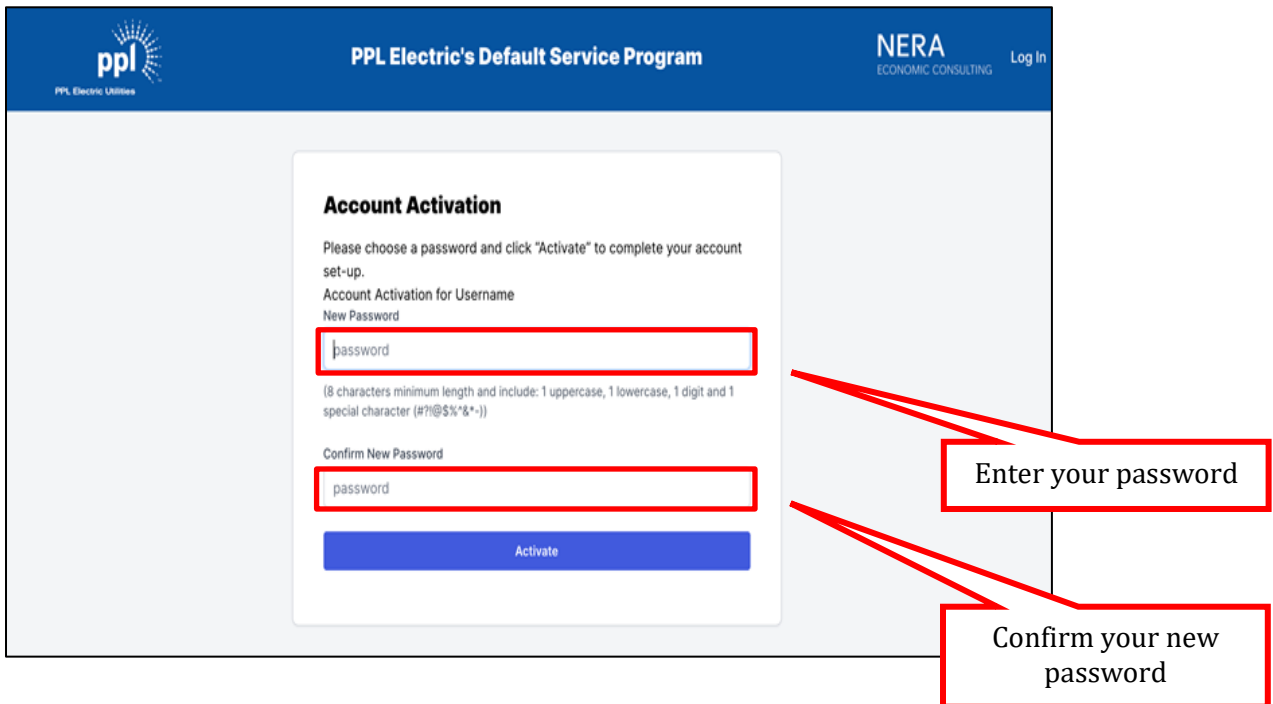 ppl
PPL Electric Utilities
PPL Electric's Default Service Program
NERA
ECONOMIC CONSULTING
Log In
Account Activation
Please choose a password and click "Activate" to complete your account
set-up.
Account Activation for Username
New Password
password
(8 characters minimum length and include: 1 uppercase, 1 lowercase, 1 digit and 1
special character (#?!@$%^&*-))
Enter your password
Confirm New Password
password
Activate
Confirm your new
password